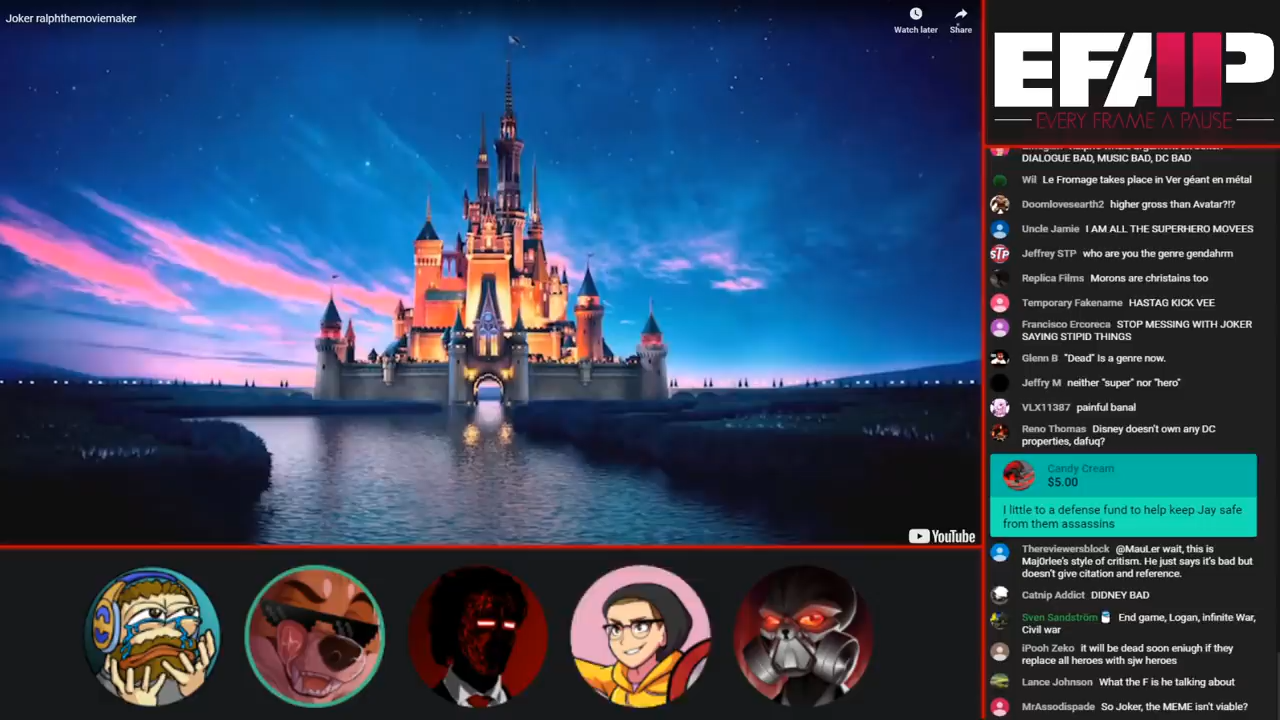 Joker ralphthemoviemaker
Watch later
Share
EFAP
EVERY FRAME A PAUSE
DIALOGUE BAD, MUSIC BAD, DC BAD
Wil Le Fromage takes place in Ver géant en métal
Doomlovesearth2 higher gross than Avatar?!?
Uncle Jamie I AM ALL THE SUPERHERO MOVEES
Jeffrey STP who are you the genre gendahrm
STP
Replica Films Morons are christains too
Temporary Fakename HASTAG KICK VEE
Francisco Ercoreca STOP MESSING WITH JOKER
SAYING STIPID THINGS
Glenn B "Dead" Is a genre now.
Jeffry M neither "super" nor "hero"
VLX11387 painful banal
Reno Thomas Disney doesn't own any DC
properties, dafuq?
Candy Cream
$5.00
I little to a defense fund to help keep Jay safe
from them assassins
Thereviewersblock @MauLer wait, this is
Maj0rlee's style of critism. He just says it's bad but
doesn't give citation and reference.
Catnip Addict DIDNEY BAD
Sven Sandström End game, Logan, infinite War,
Civil war
iPooh Zeko it will be dead soon eniugh if they
replace all heroes with sjw heroes
Lance Johnson What the F is he talking about
MrAssodispade So Joker, the MEME isn't viable?
YouTube